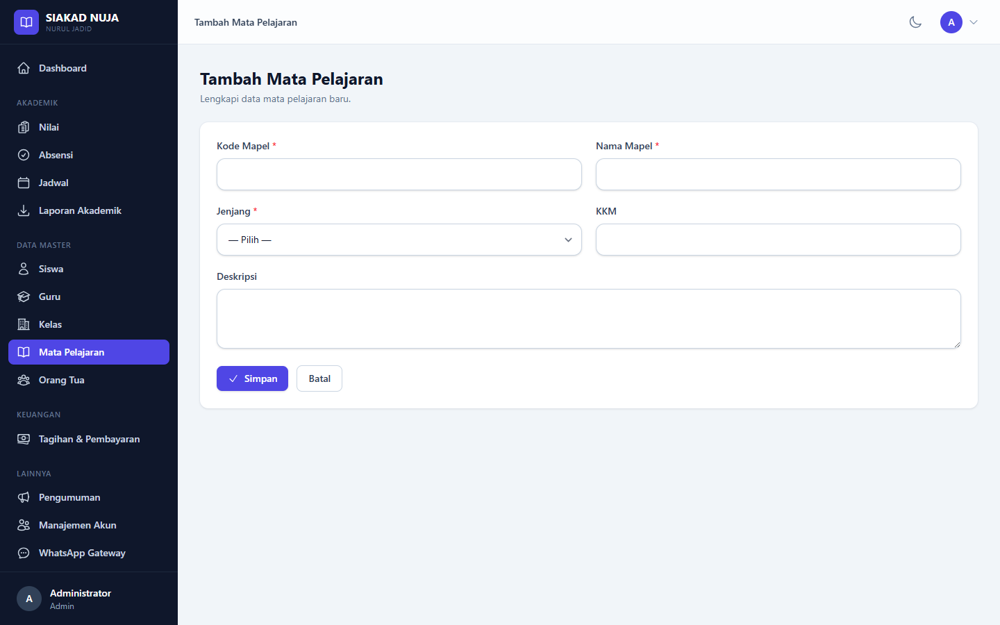 SIAKAD NUJA
NURUL JADID
Dashboard
AKADEMIK
Nilai
Absensi
Jadwal
Laporan Akademik
DATA MASTER
Siswa
Guru
Kelas
Mata Pelajaran
Orang Tua
KEUANGAN
Tagihan & Pembayaran
LAINNYA
Pengumuman
Manajemen Akun
WhatsApp Gateway
A
Administrator
Admin
Tambah Mata Pelajaran
A
Tambah Mata Pelajaran
Lengkapi data mata pelajaran baru.
Kode Mapel *
Nama Mapel *
Jenjang *
— Pilih —
KKM
Deskripsi
Simpan
Batal